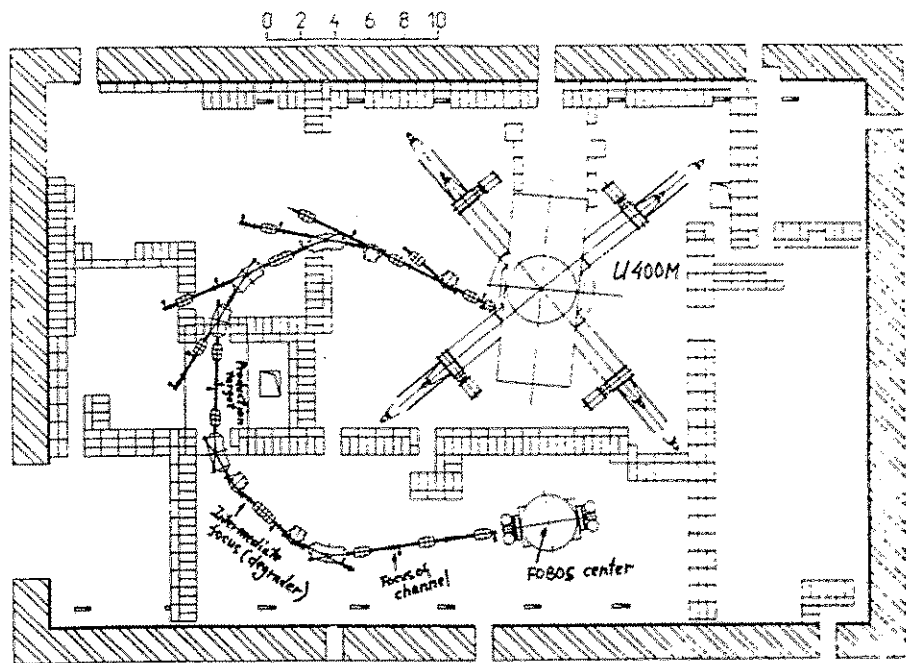 0 2 4 6 8 10
U400M
Production
target
Intermediate
focus (degrader)
Focus of
channel
FOBOS center